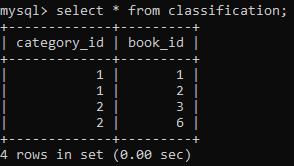 mysql> select * from classification;
+-------------+---------+
| category_id | book_id |
+-------------+---------+
|           1 |       1 |
|           1 |       2 |
|           2 |       3 |
|           2 |       6 |
+-------------+---------+
4 rows in set (0.00 sec)